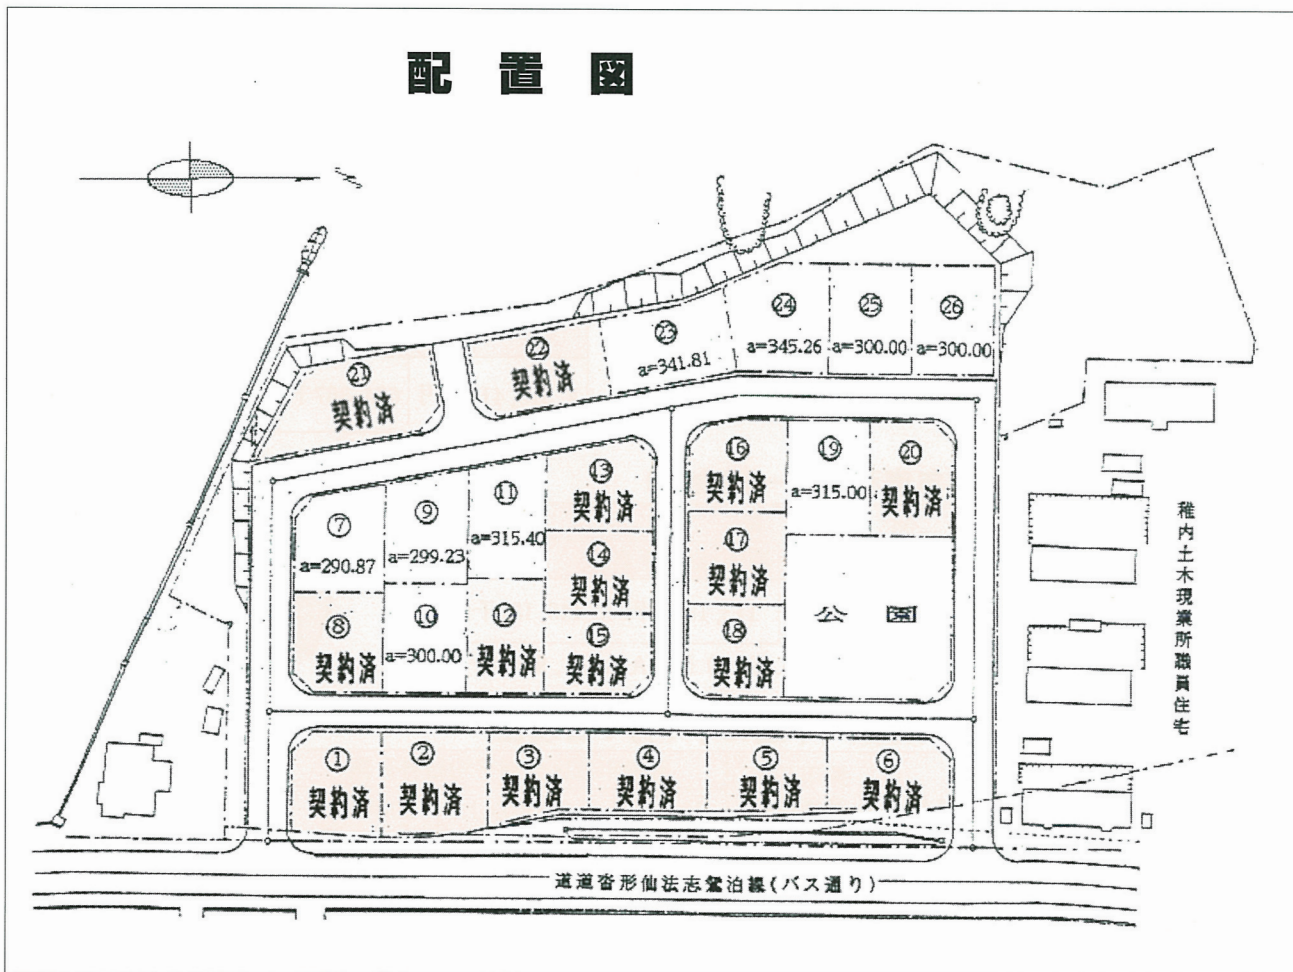 配置図
㉔
a=345.26
㉕
a=300.00
㉖
a=300.00
㉓
a=341.81
㉒
契約済
㉑
契約済
⑦
a=290.87
⑨
a=299.23
⑪
a=315.40
⑬
契約済
⑯
契約済
⑲
a=315.00
⑳
契約済
⑭
契約済
⑰
契約済
⑧
契約済
⑩
a=300.00
⑫
契約済
⑮
契約済
⑱
契約済
公園
稚内土木現業所職員住宅
①
契約済
②
契約済
③
契約済
④
契約済
⑤
契約済
⑥
契約済
道道沓形仙法志鴛泊線(バス通り)